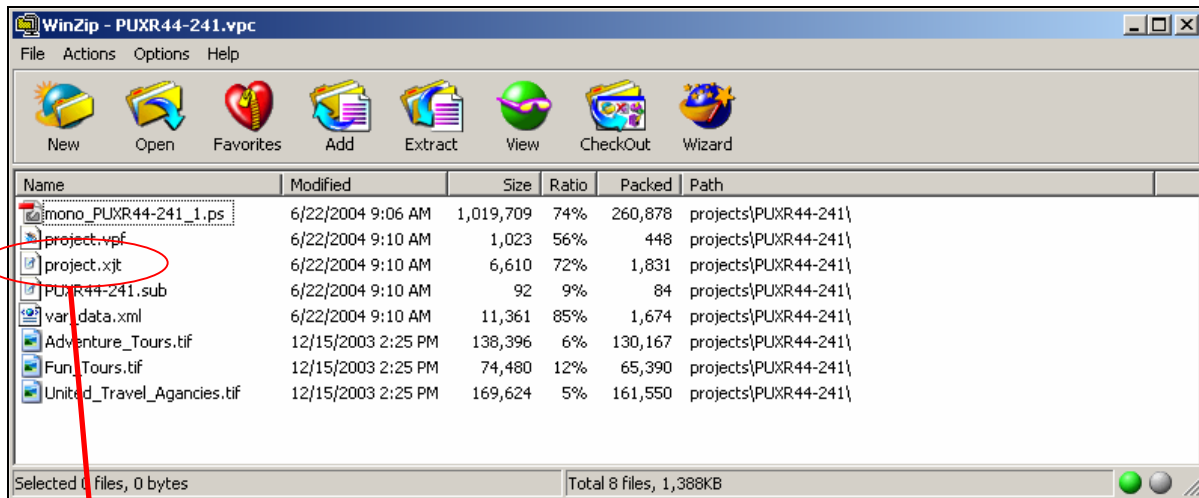 WinZip - PUXR44-241.vpc
File Actions Options Help
New Open Favorites Add Extract View CheckOut Wizard
Name Modified Size Ratio Packed Path
mono_PUXR44-241_1.ps 6/22/2004 9:06 AM 1,019,709 74% 260,878 projects\PUXR44-241\
project.vpf 6/22/2004 9:10 AM 1,023 56% 448 projects\PUXR44-241\
project.xjt 6/22/2004 9:10 AM 6,610 72% 1,831 projects\PUXR44-241\
PUXR44-241.sub 6/22/2004 9:10 AM 92 9% 84 projects\PUXR44-241\
var_data.xml 6/22/2004 9:10 AM 11,361 85% 1,674 projects\PUXR44-241\
Adventure_Tours.tif 12/15/2003 2:25 PM 138,396 6% 130,167 projects\PUXR44-241\
Fun_Tours.tif 12/15/2003 2:25 PM 74,480 12% 65,390 projects\PUXR44-241\
United_Travel_Agancies.tif 12/15/2003 2:25 PM 169,624 5% 161,550 projects\PUXR44-241\
Selected 0 files, 0 bytes Total 8 files, 1,388KB